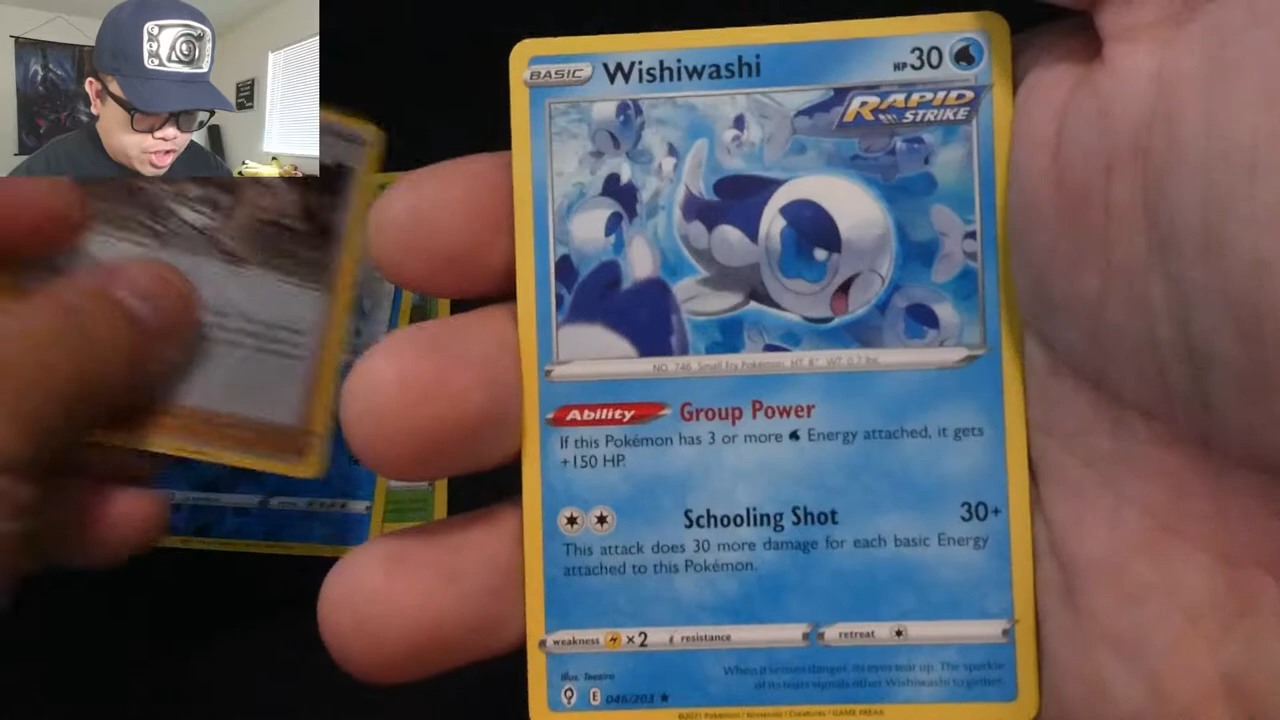 BASIC Wishiwashi HP 30
RAPID STRIKE
NO. 746 Small Fry Pokémon HT: 8" WT: 0.7 lbs.
Ability Group Power
If this Pokémon has 3 or more Energy attached, it gets
+150 HP.
Schooling Shot 30+
This attack does 30 more damage for each basic Energy
attached to this Pokémon.
weakness ×2 resistance retreat
When it senses danger, its eyes tear up. The sparkle
of its tears signals other Wishiwashi to gather.
Illus. Teeziro
E 046/203 ★
©2021 Pokémon / Nintendo / Creatures / GAME FREAK